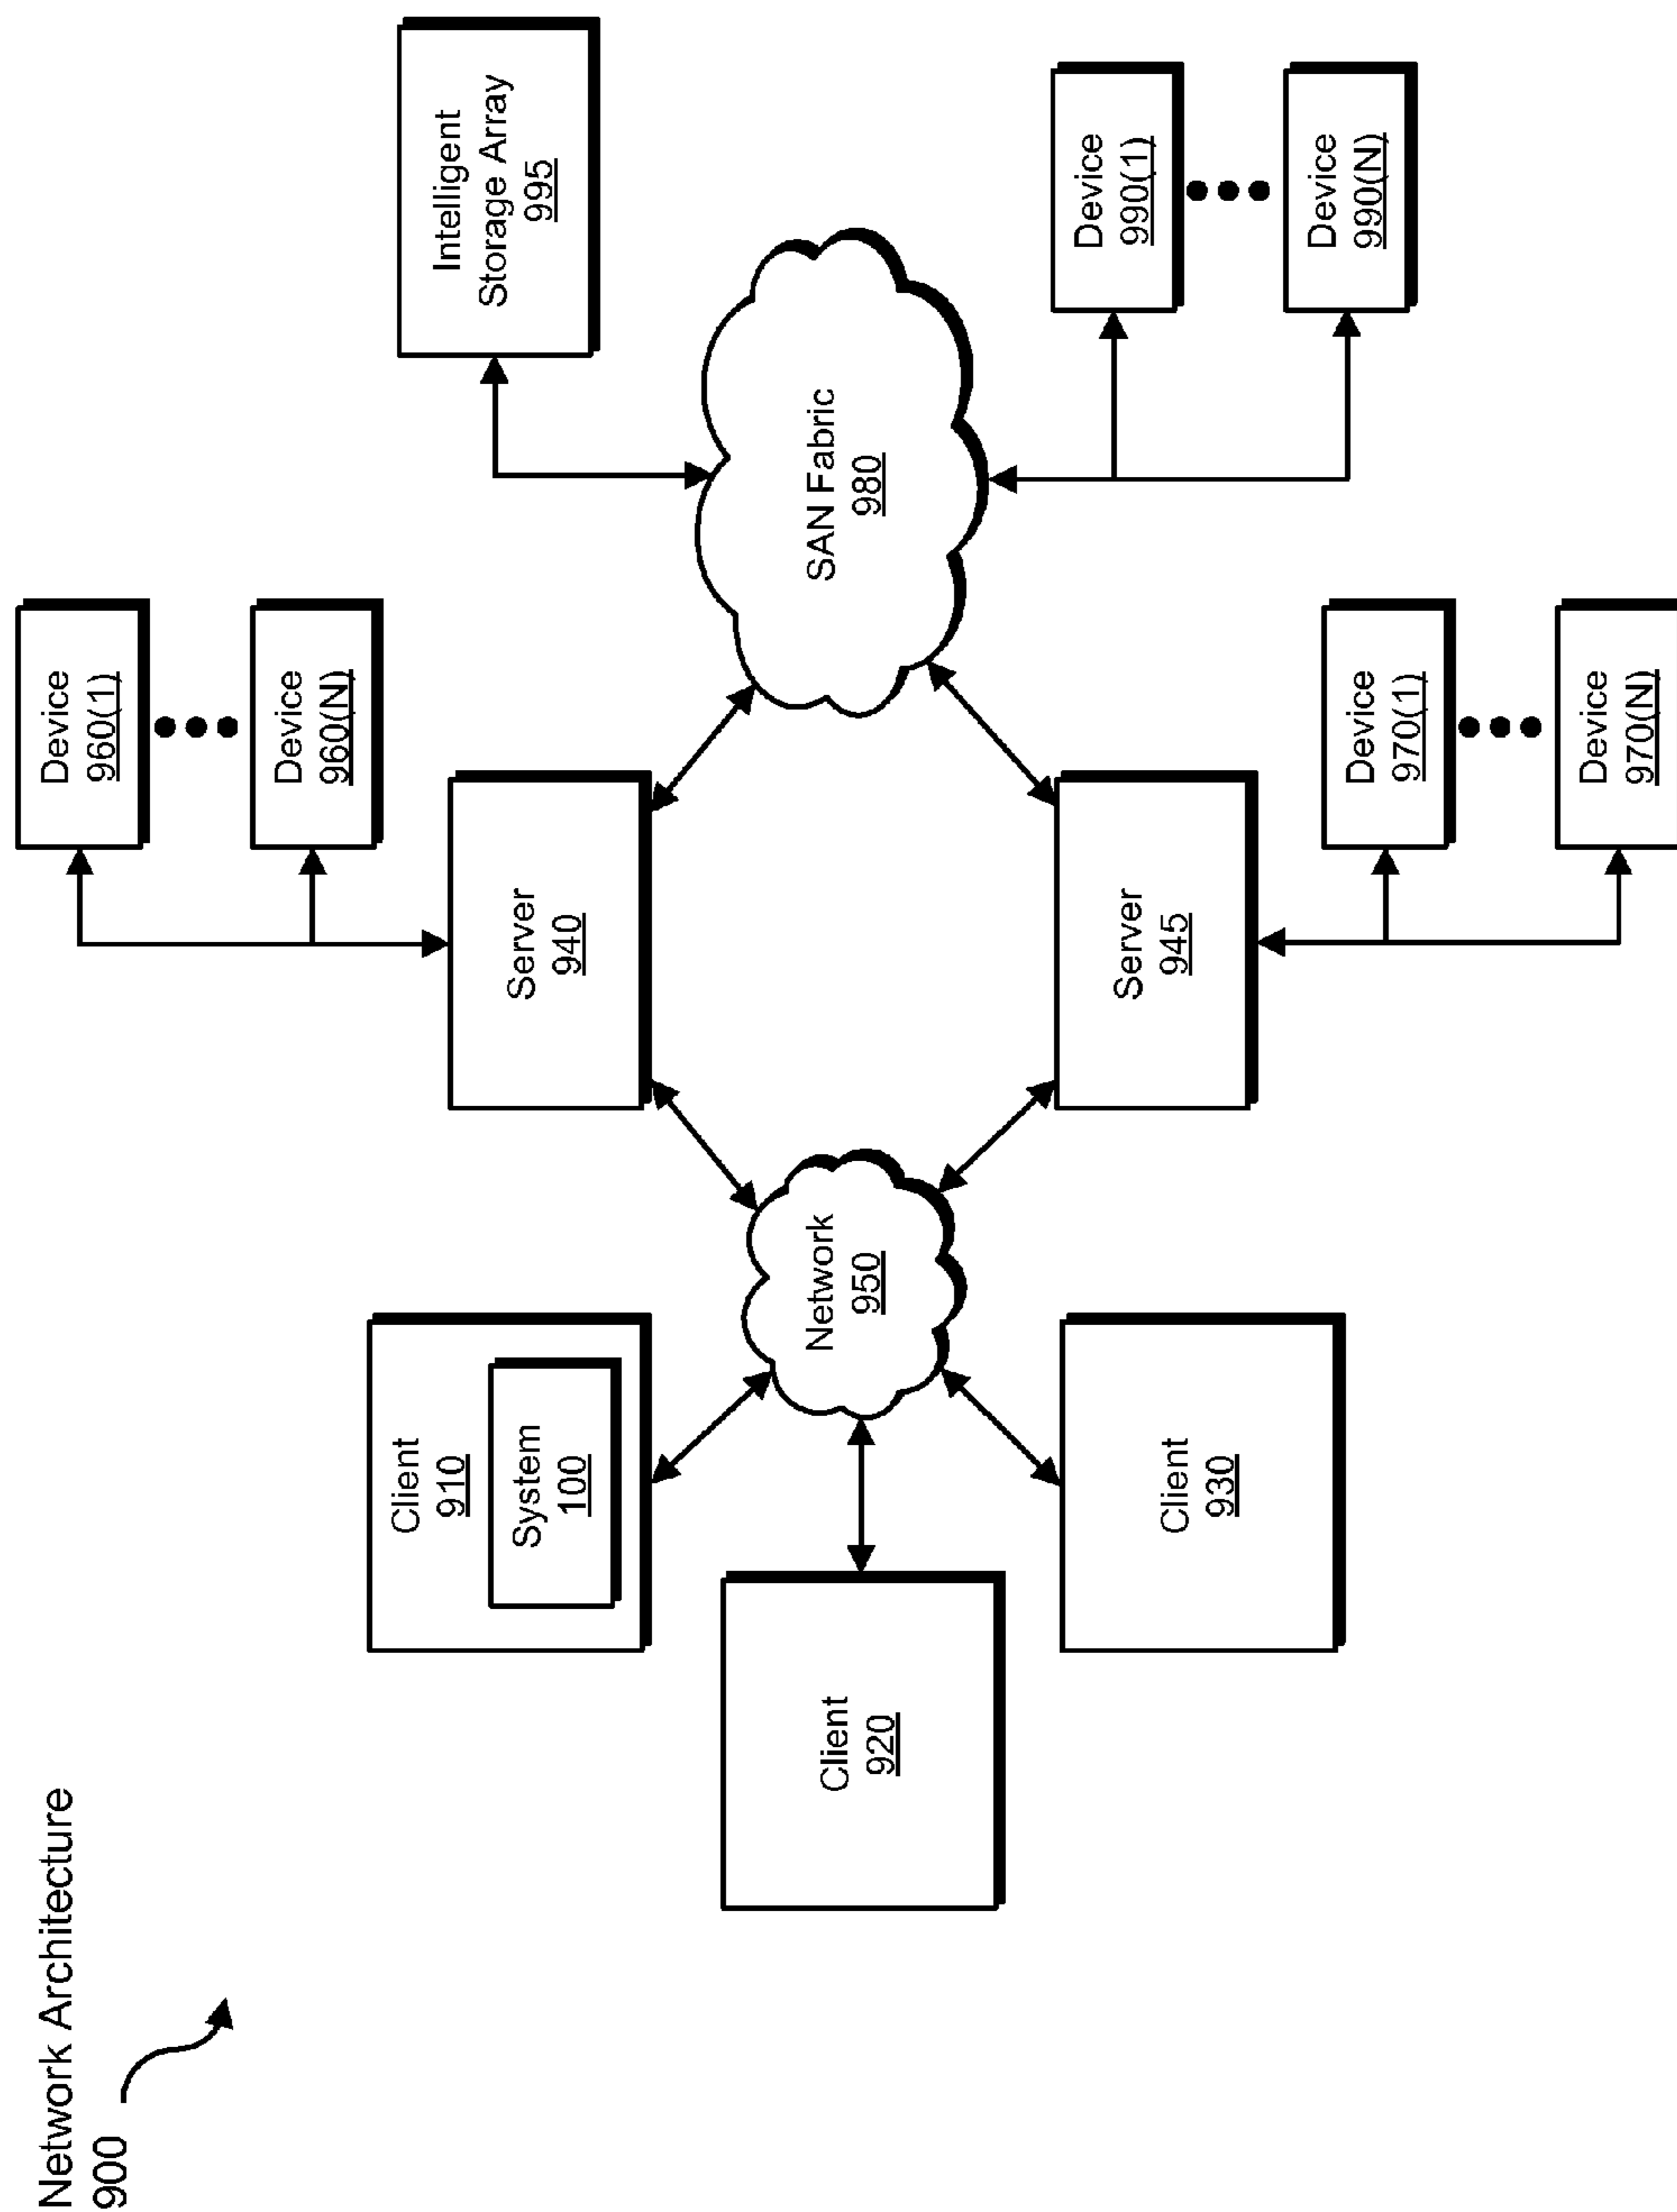 Network Architecture
900
Client
910
System
100
Client
920
Client
930
Network
950
Server
940
Server
945
Device
960(1)
Device
960(N)
Device
970(1)
Device
970(N)
SAN Fabric
980
Intelligent
Storage Array
995
Device
990(1)
Device
990(N)